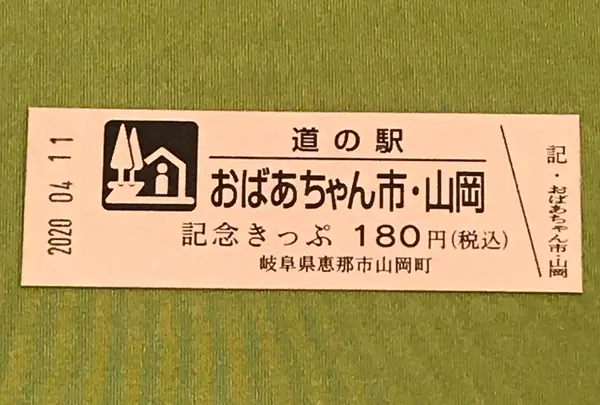 2020 04 11
道の駅
おばあちゃん市・山岡
記念きっぷ 180円(税込)
岐阜県恵那市山岡町
記・おばあちゃん市・山岡